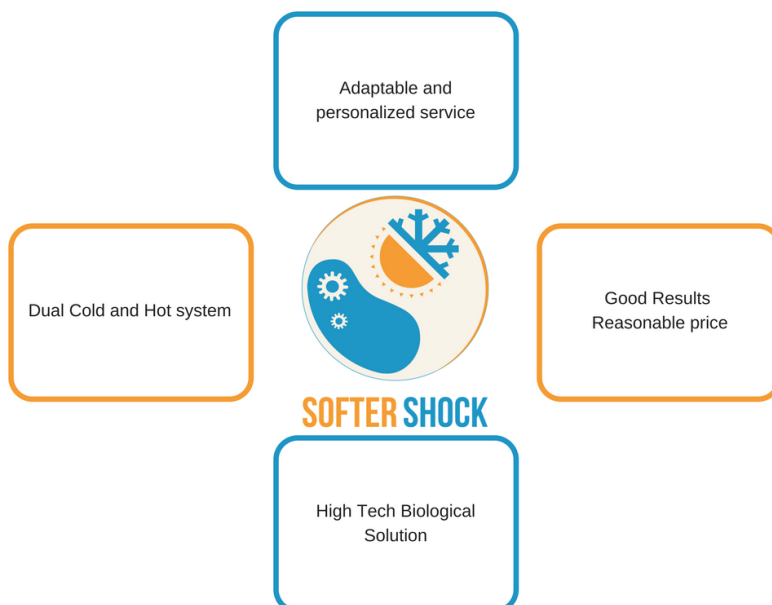 Adaptable and
personalized service
Dual Cold and Hot system
Good Results
Reasonable price
SOFTER SHOCK
High Tech Biological
Solution